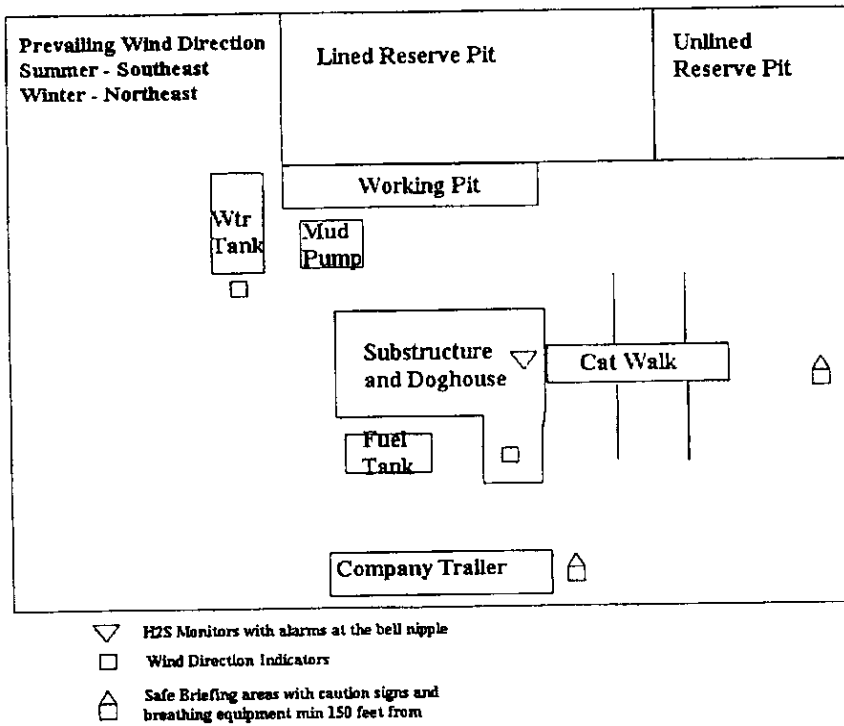 Prevailing Wind Direction
Summer - Southeast
Winter - Northeast
Lined Reserve Pit
Unlined
Reserve Pit
Working Pit
Wtr
Tank
Mud
Pump
Substructure
and Doghouse
Cat Walk
Fuel
Tank
Company Trailer
H2S Monitors with alarms at the bell nipple
Wind Direction Indicators
Safe Briefing areas with caution signs and
breathing equipment min 150 feet from